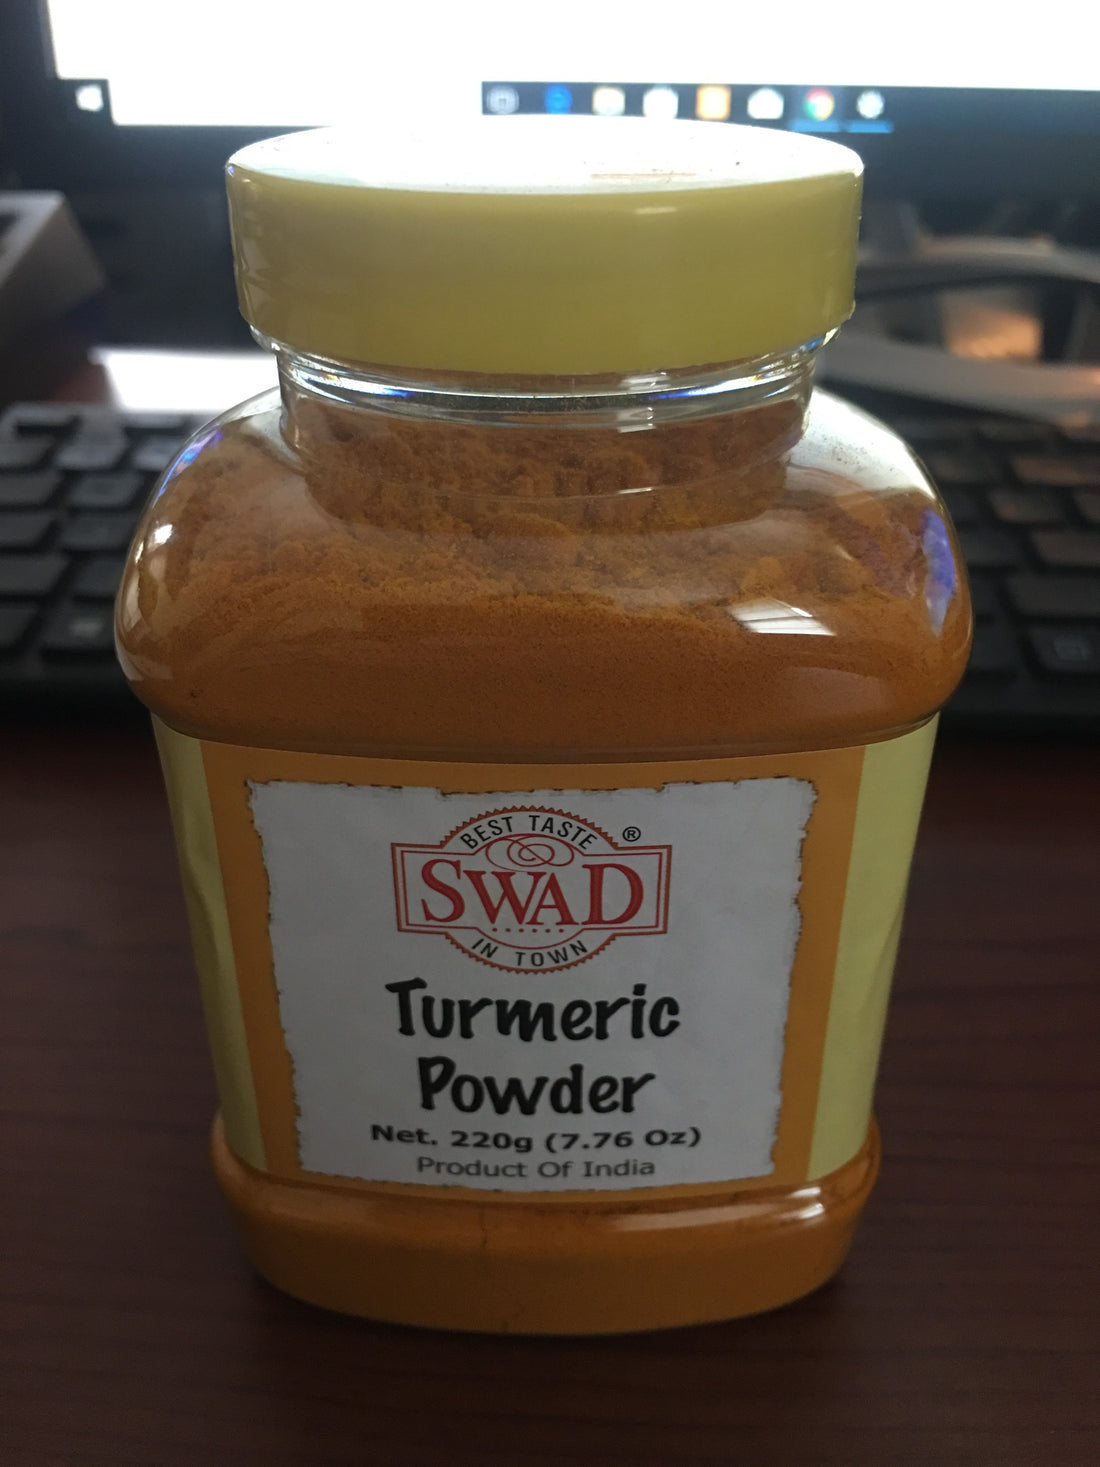 BEST TASTE ®
SWAD
IN TOWN
Turmeric
Powder
Net. 220g (7.76 Oz)
Product Of India